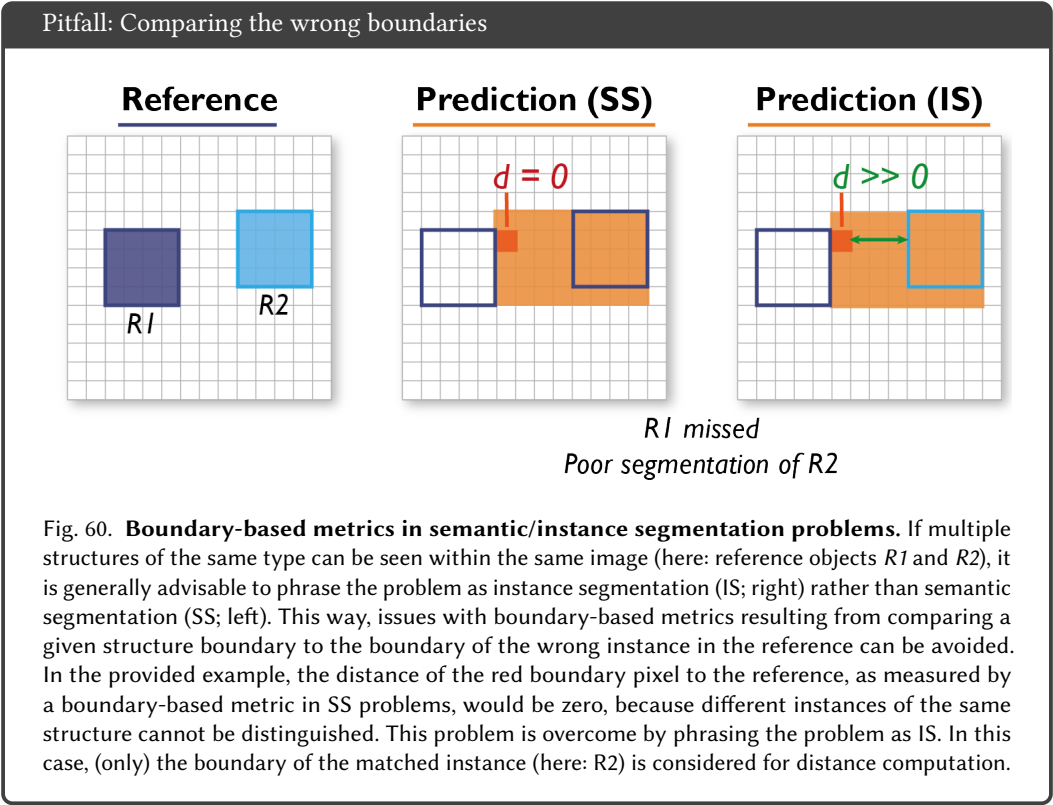 Pitfall: Comparing the wrong boundaries
Reference
Prediction (SS)
Prediction (IS)
d = 0
d >> 0
R1
R2
R1 missed
Poor segmentation of R2
Fig. 60. Boundary-based metrics in semantic/instance segmentation problems. If multiple
structures of the same type can be seen within the same image (here: reference objects R1 and R2), it
is generally advisable to phrase the problem as instance segmentation (IS; right) rather than semantic
segmentation (SS; left). This way, issues with boundary-based metrics resulting from comparing a
given structure boundary to the boundary of the wrong instance in the reference can be avoided.
In the provided example, the distance of the red boundary pixel to the reference, as measured by
a boundary-based metric in SS problems, would be zero, because different instances of the same
structure cannot be distinguished. This problem is overcome by phrasing the problem as IS. In this
case, (only) the boundary of the matched instance (here: R2) is considered for distance computation.